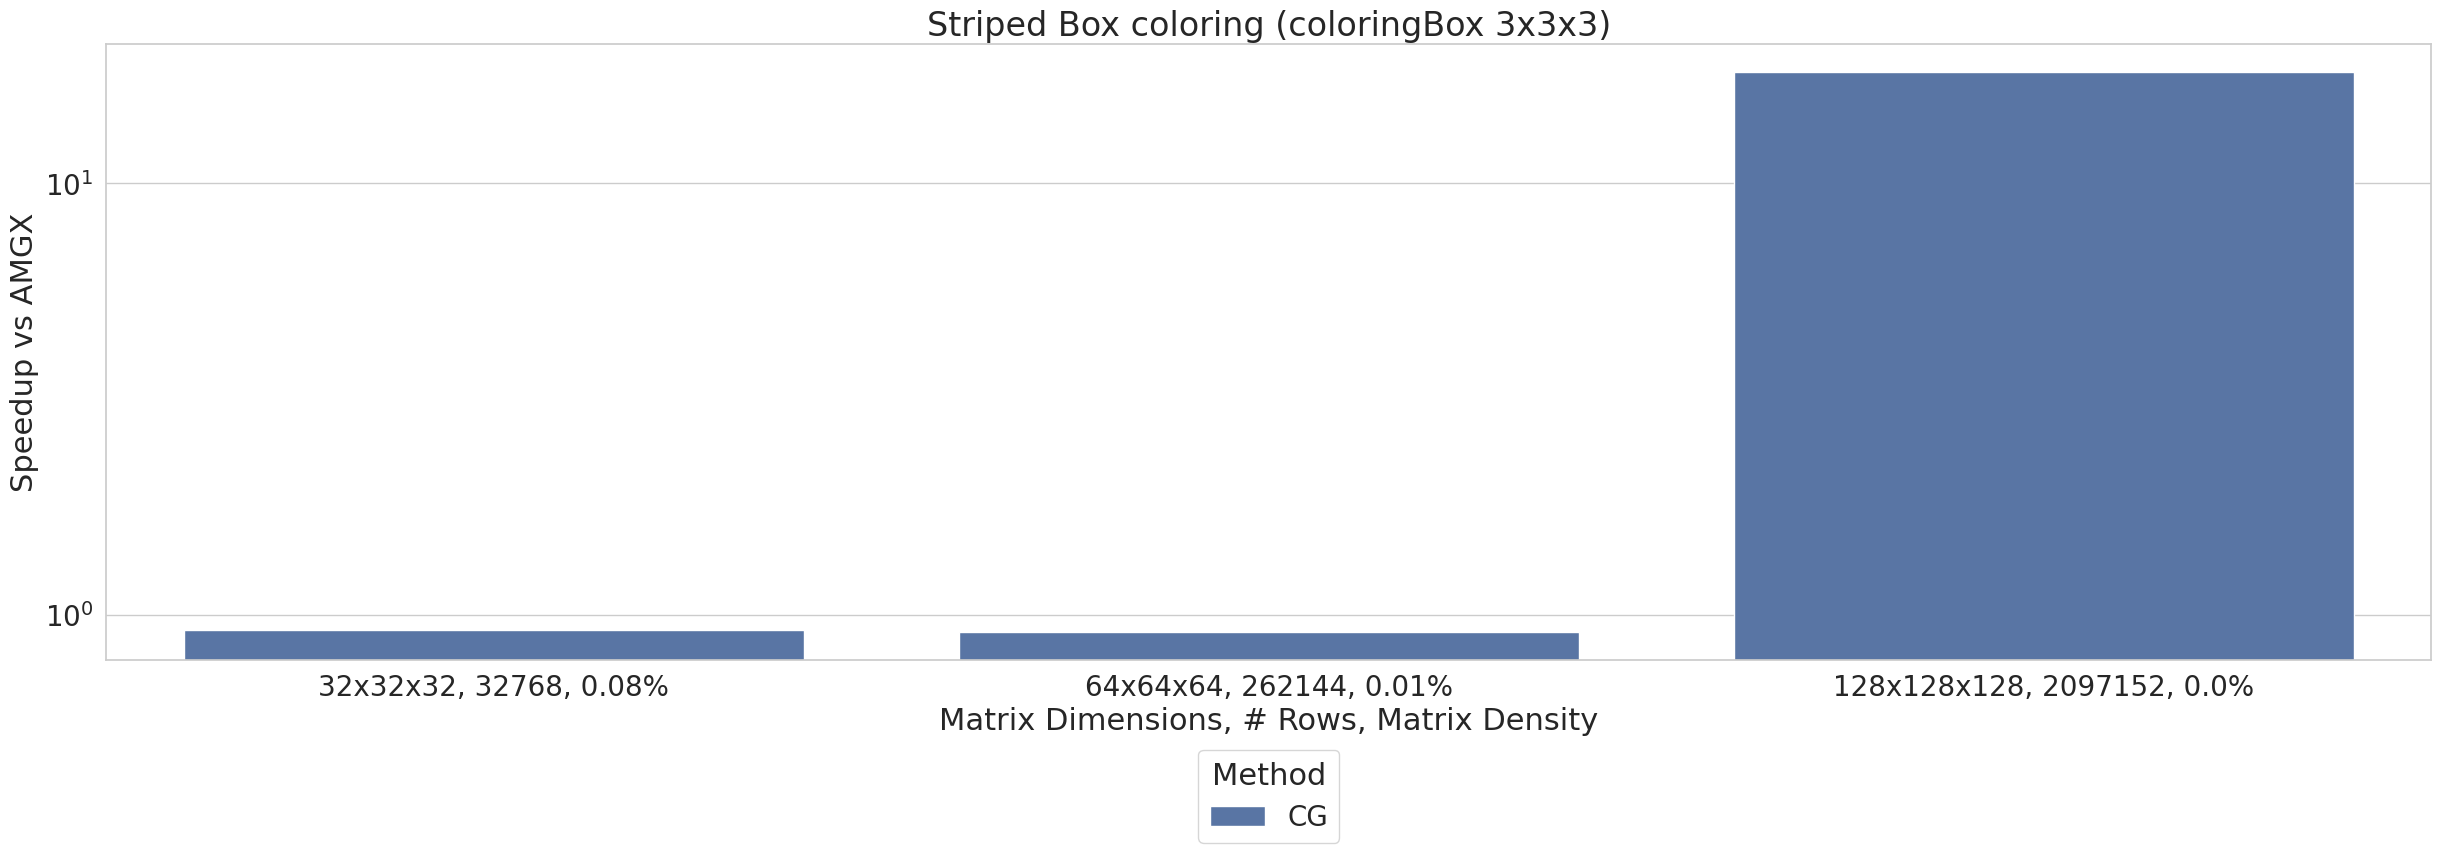 Striped Box coloring (coloringBox 3x3x3)
Speedup vs AMGX
10¹
10⁰
32x32x32, 32768, 0.08%
64x64x64, 262144, 0.01%
128x128x128, 2097152, 0.0%
Matrix Dimensions, # Rows, Matrix Density
Method
CG